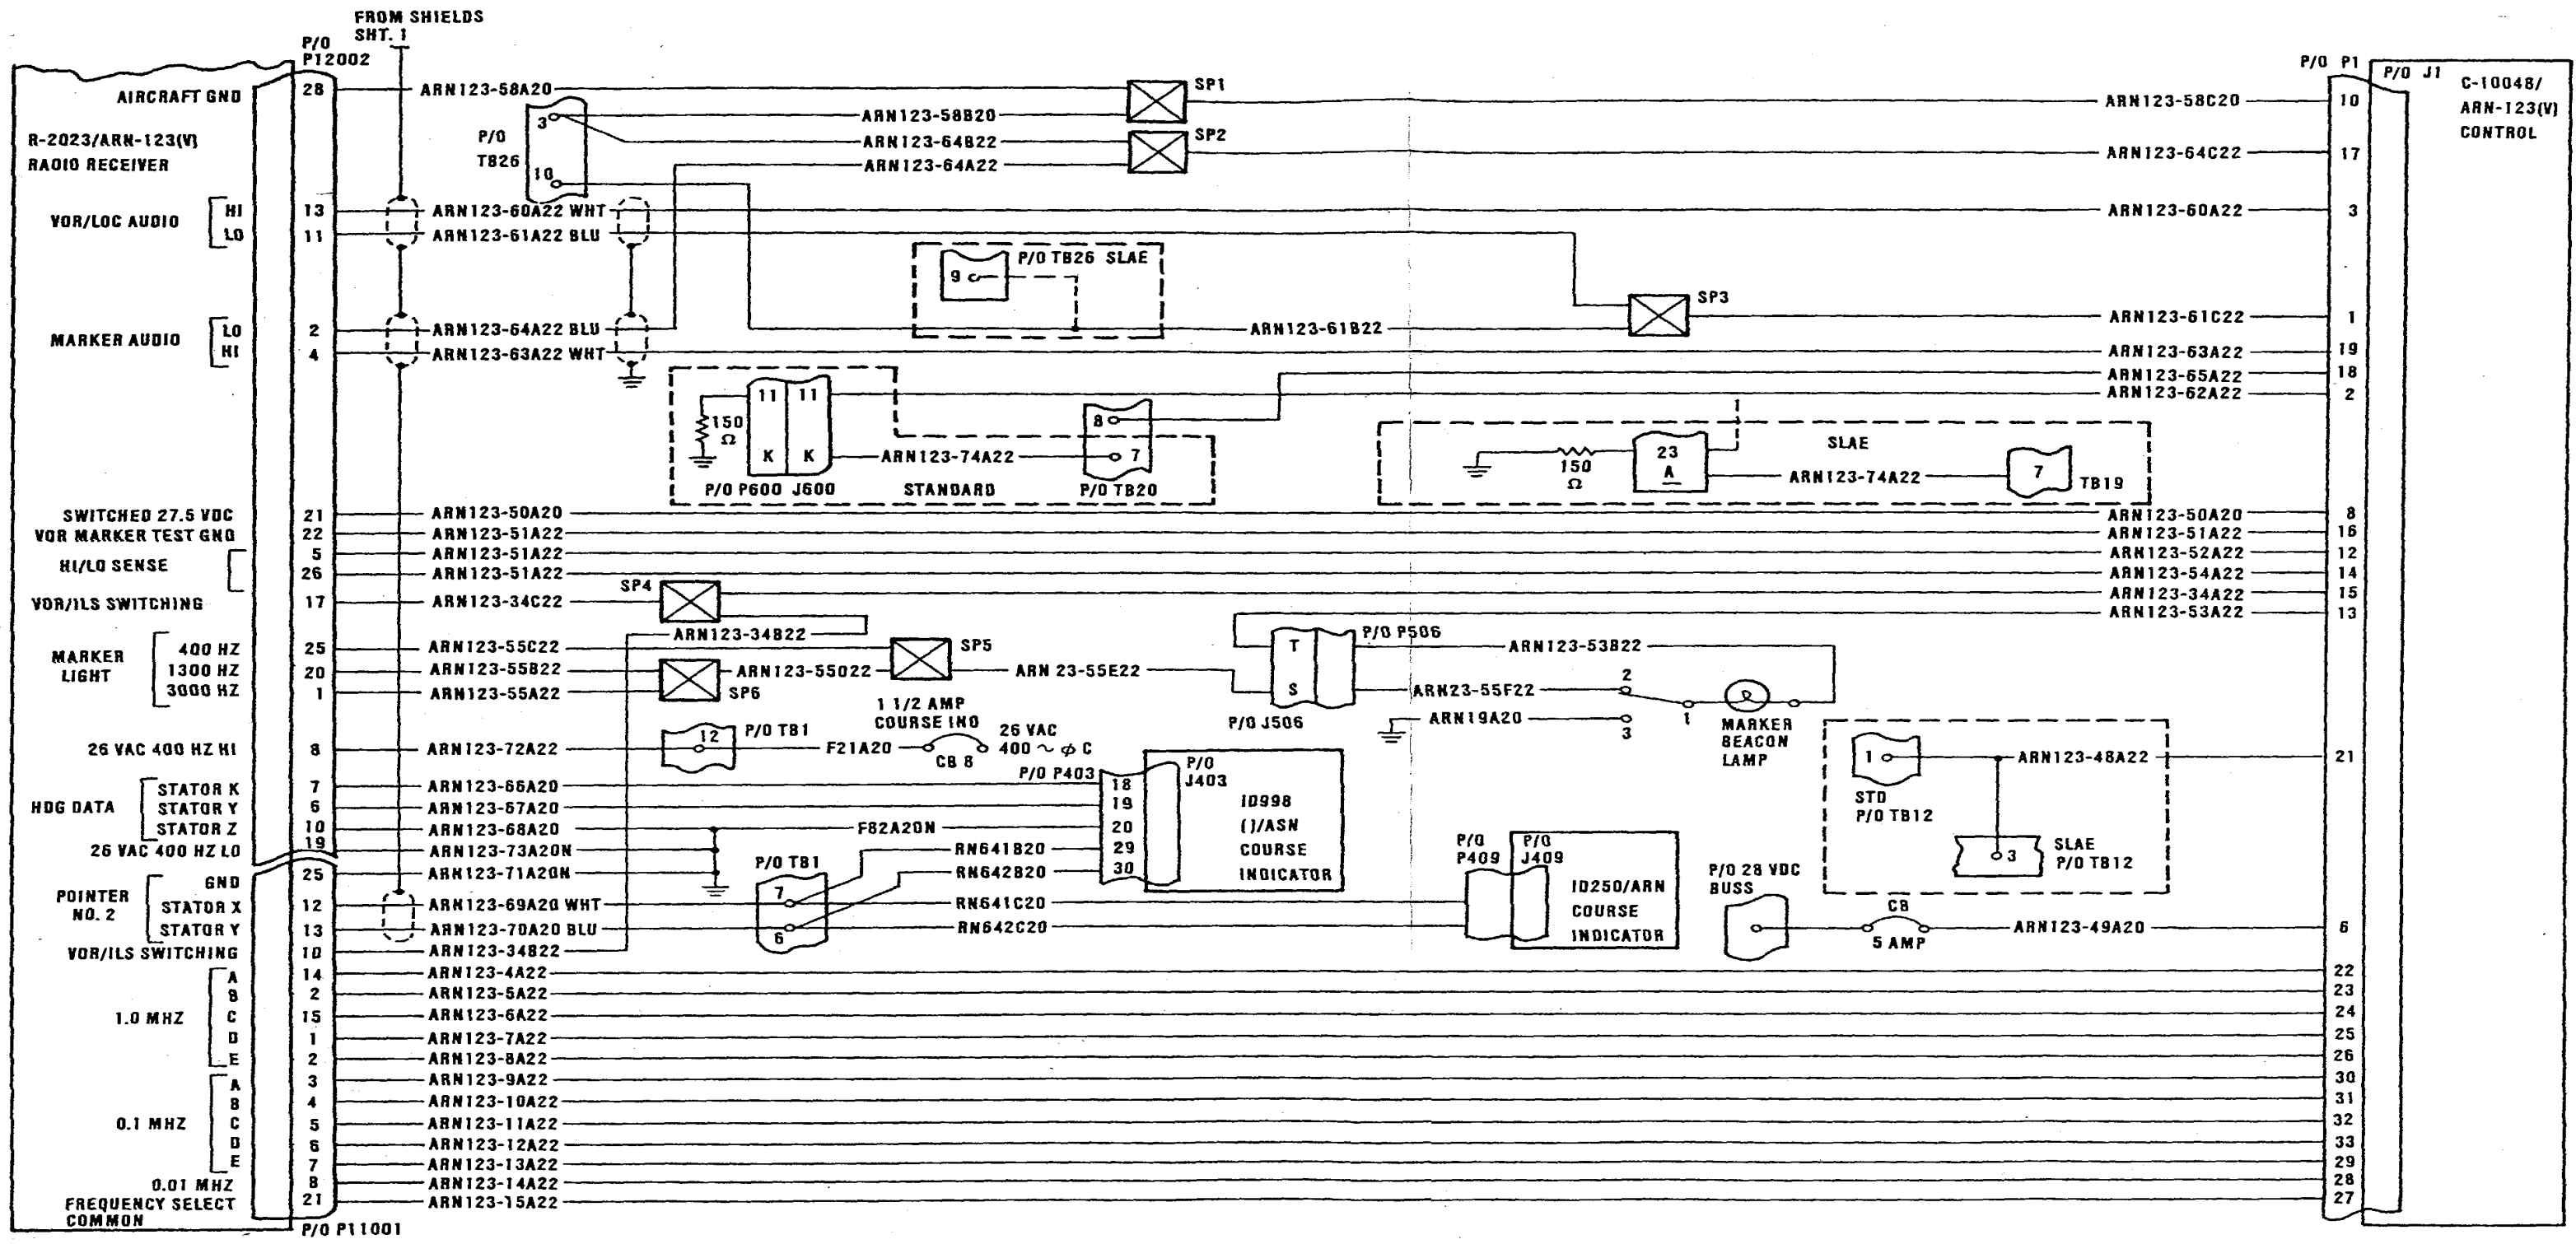 FROM SHIELDS
SHT. 1
P/O
P12002
P/O P1
P/O J1
C-10048/
ARN-123(V)
CONTROL
AIRCRAFT GND
28
ARN123-58A20
SP1
ARN123-58C20
10
3
ARN123-58B20
R-2023/ARN-123(V)
RADIO RECEIVER
P/O
TB26
ARN123-64B22
SP2
ARN123-64A22
ARN123-64C22
17
10
VOR/LOC AUDIO
HI
13
ARN123-60A22 WHT
ARN123-60A22
3
LO
11
ARN123-61A22 BLU
9
P/O TB26 SLAE
SP3
MARKER AUDIO
LO
2
ARN123-64A22 BLU
ARN123-61B22
ARN123-61C22
1
HI
4
ARN123-63A22 WHT
ARN123-63A22
19
ARN123-65A22
18
11
11
ARN123-62A22
2
150
Ω
8
K
K
ARN123-74A22
7
P/O P600 J600
STANDARD
P/O TB20
SLAE
150
Ω
23
A
ARN123-74A22
7
TB19
SWITCHED 27.5 VDC
21
ARN123-50A20
ARN123-50A20
8
VOR MARKER TEST GND
22
ARN123-51A22
ARN123-51A22
16
HI/LO SENSE
5
ARN123-51A22
ARN123-52A22
12
26
ARN123-51A22
ARN123-54A22
14
VOR/ILS SWITCHING
17
ARN123-34C22
SP4
ARN123-34A22
15
ARN123-53A22
13
ARN123-34B22
MARKER
LIGHT
400 HZ
25
ARN123-55C22
SP5
1300 HZ
20
ARN123-55B22
ARN123-55D22
ARN 23-55E22
3000 HZ
1
ARN123-55A22
SP6
T
S
P/O P506
P/O J506
ARN123-53B22
ARN23-55F22
2
ARN19A20
3
1
MARKER
BEACON
LAMP
1 1/2 AMP
COURSE IND
26 VAC
400 ~ φ C
26 VAC 400 HZ HI
8
ARN123-72A22
12
P/O TB1
F21A20
CB 8
1
ARN123-48A22
21
STD
P/O TB12
3
SLAE
P/O TB12
HDG DATA
STATOR K
7
ARN123-66A20
P/O P403
18
P/O
J403
STATOR Y
6
ARN123-67A20
19
STATOR Z
10
ARN123-68A20
F82A20N
20
26 VAC 400 HZ LO
19
ARN123-73A20N
RN641B20
29
RN642B20
30
ID998
( )/ASN
COURSE
INDICATOR
POINTER
NO. 2
GND
25
ARN123-71A20N
P/O TB1
7
STATOR X
12
ARN123-69A20 WHT
RN641C20
STATOR Y
13
ARN123-70A20 BLU
6
RN642C20
P/O
P409
P/O
J409
ID250/ARN
COURSE
INDICATOR
P/O 28 VDC
BUSS
CB
5 AMP
ARN123-49A20
6
VOR/ILS SWITCHING
10
ARN123-34B22
1.0 MHZ
A
14
ARN123-4A22
22
B
2
ARN123-5A22
23
C
15
ARN123-6A22
24
D
1
ARN123-7A22
25
E
2
ARN123-8A22
26
0.1 MHZ
A
3
ARN123-9A22
30
B
4
ARN123-10A22
31
C
5
ARN123-11A22
32
D
6
ARN123-12A22
33
E
7
ARN123-13A22
29
0.01 MHZ
8
ARN123-14A22
28
FREQUENCY SELECT
COMMON
21
ARN123-15A22
27
P/O P11001